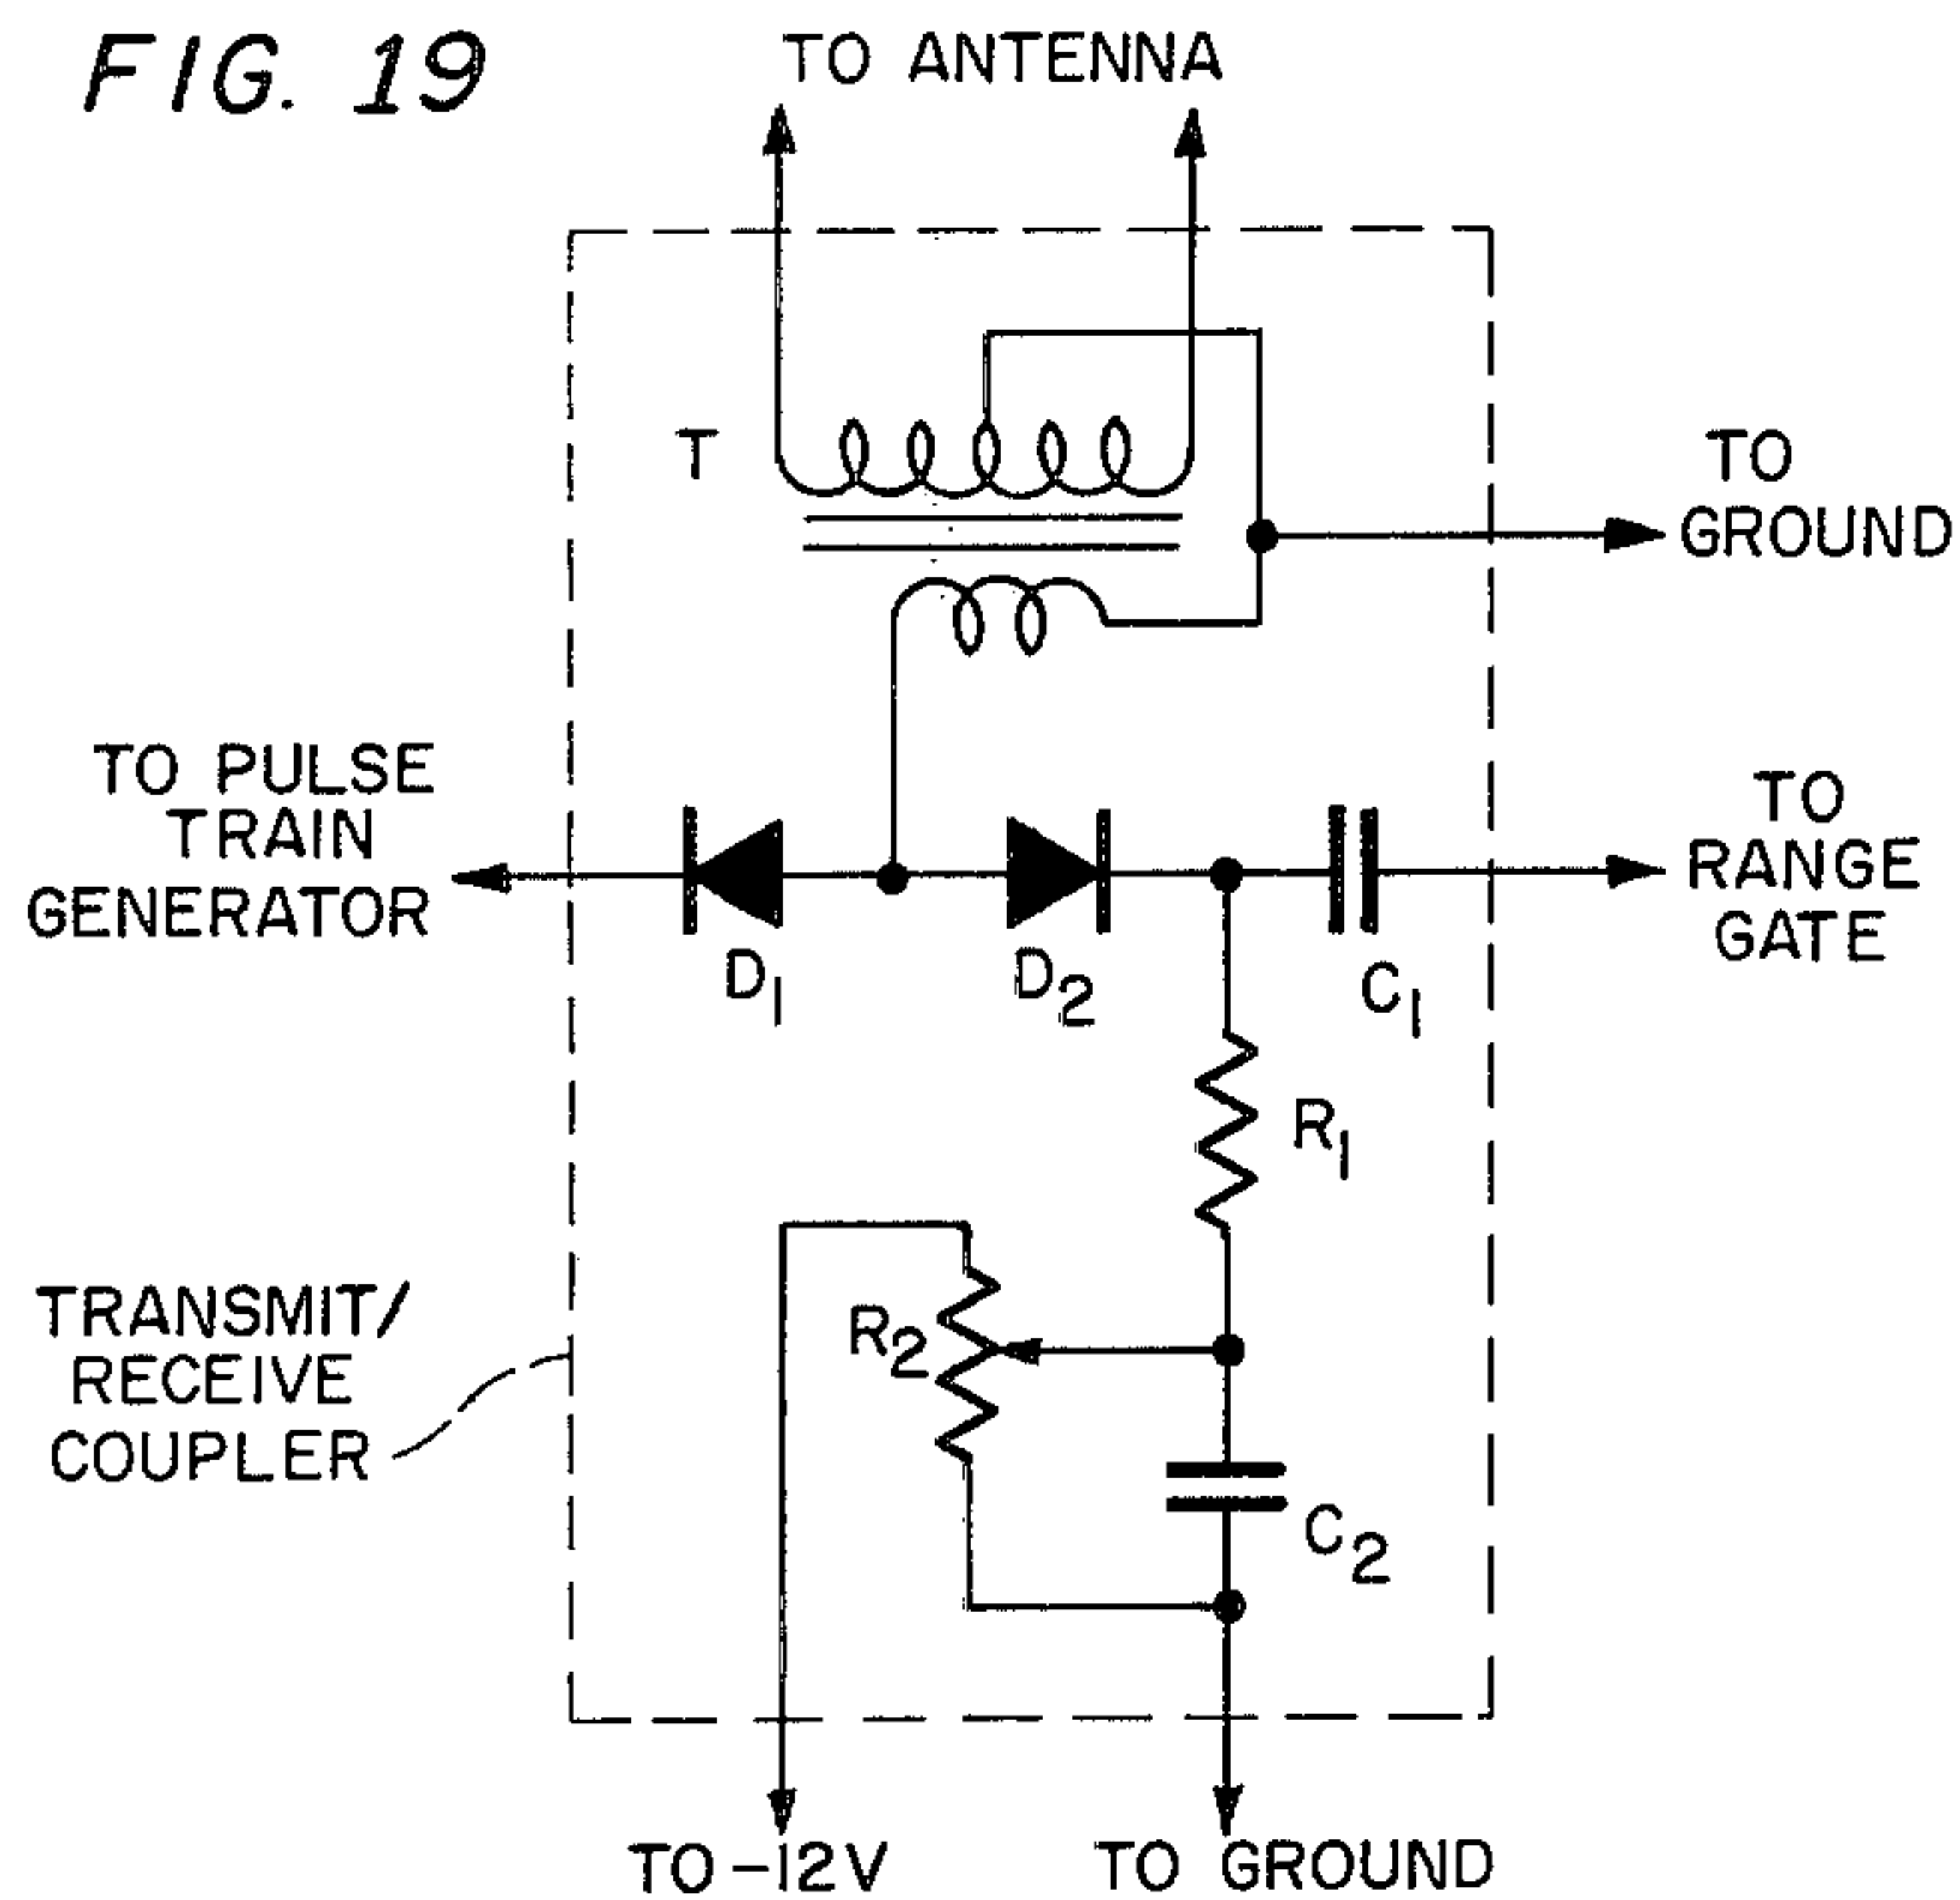 FIG. 19
TO ANTENNA
T
TO
GROUND
TO PULSE
TRAIN
GENERATOR
TO
RANGE
GATE
D1
D2
C1
R1
TRANSMIT/
RECEIVE
COUPLER
R2
C2
TO -12V
TO GROUND